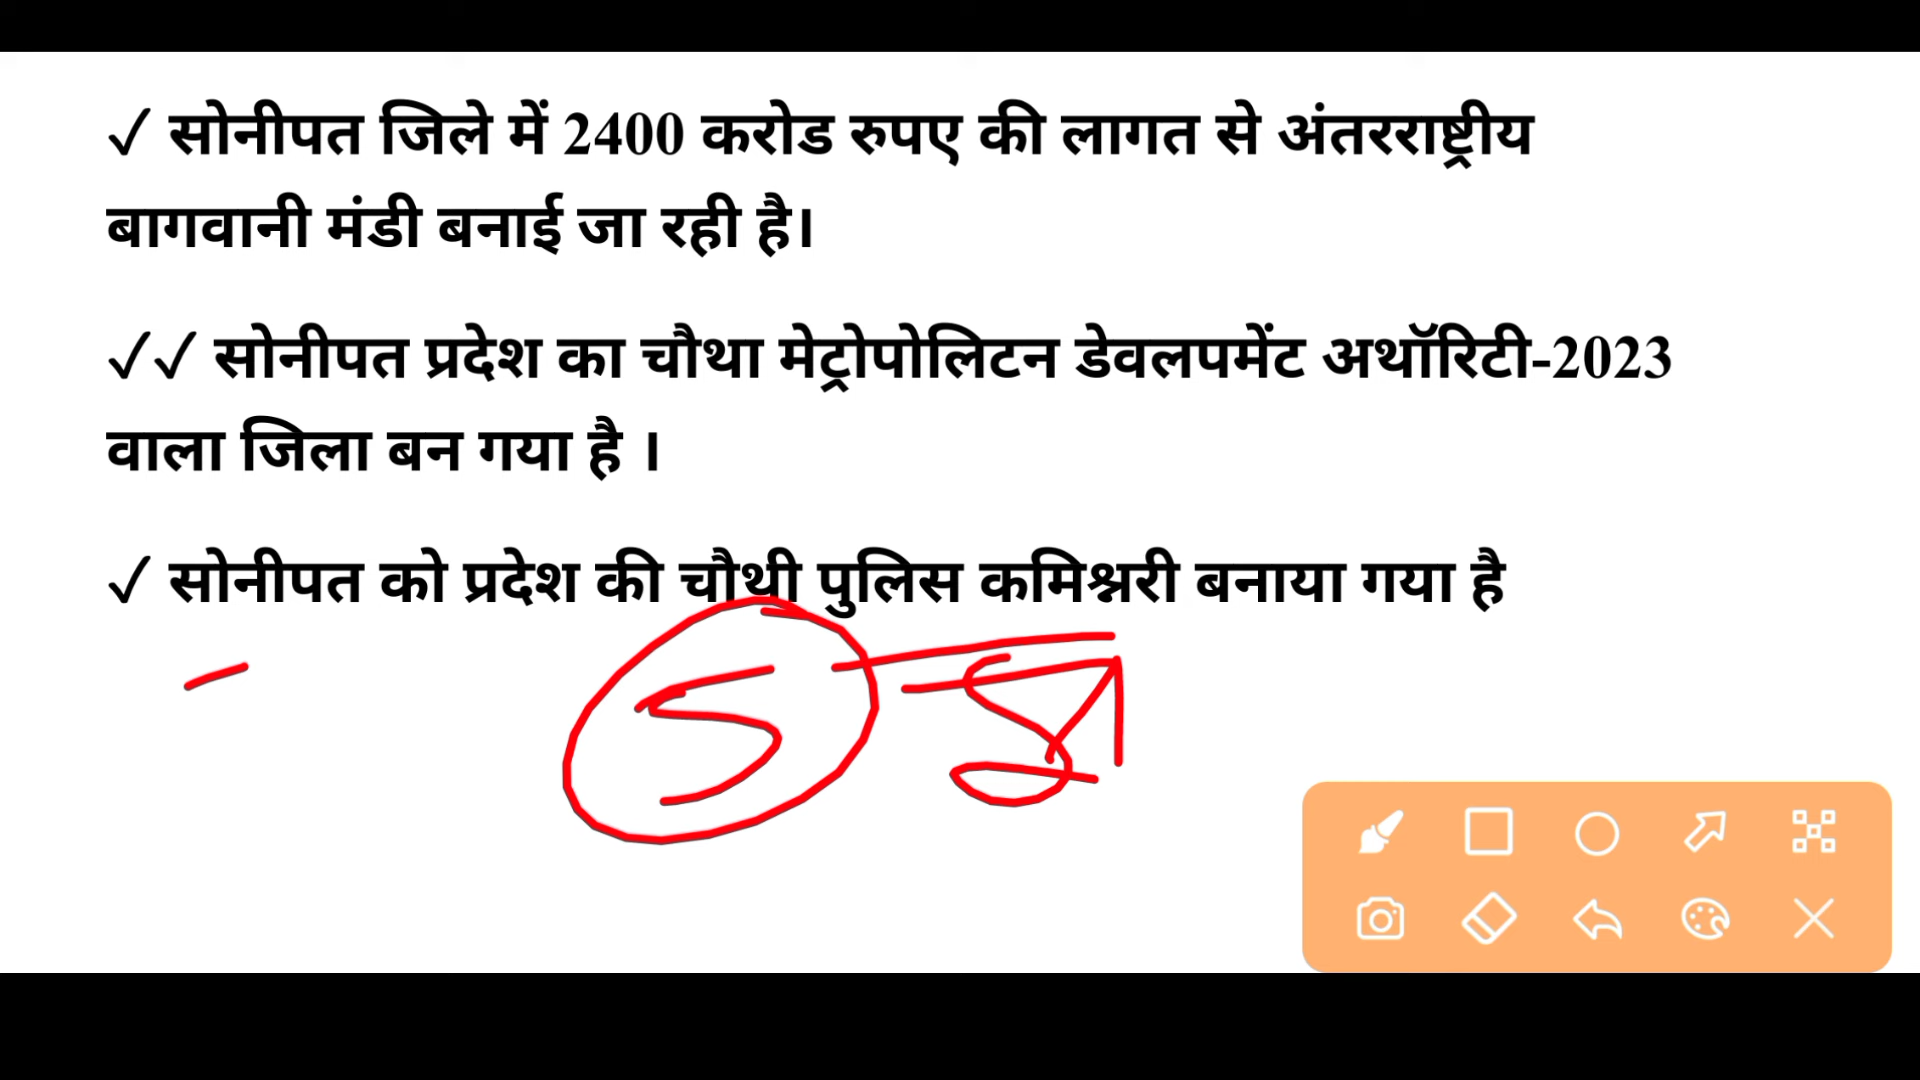 ✓ सोनीपत जिले में 2400 करोड रुपए की लागत से अंतरराष्ट्रीय
बागवानी मंडी बनाई जा रही है।
✓✓ सोनीपत प्रदेश का चौथा मेट्रोपोलिटन डेवलपमेंट अथॉरिटी-2023
वाला जिला बन गया है ।
✓ सोनीपत को प्रदेश की चौथी पुलिस कमिश्नरी बनाया गया है
5